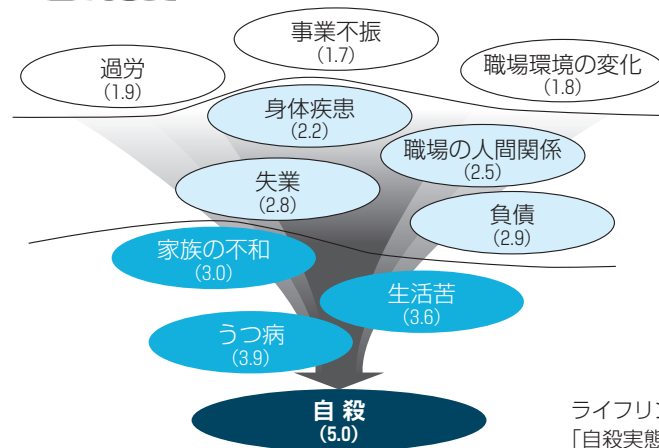 事業不振
(1.7)
過労
(1.9)
職場環境の変化
(1.8)
身体疾患
(2.2)
職場の人間関係
(2.5)
失業
(2.8)
負債
(2.9)
家族の不和
(3.0)
生活苦
(3.6)
うつ病
(3.9)
自 殺
(5.0)
ライフリン
「自殺実態